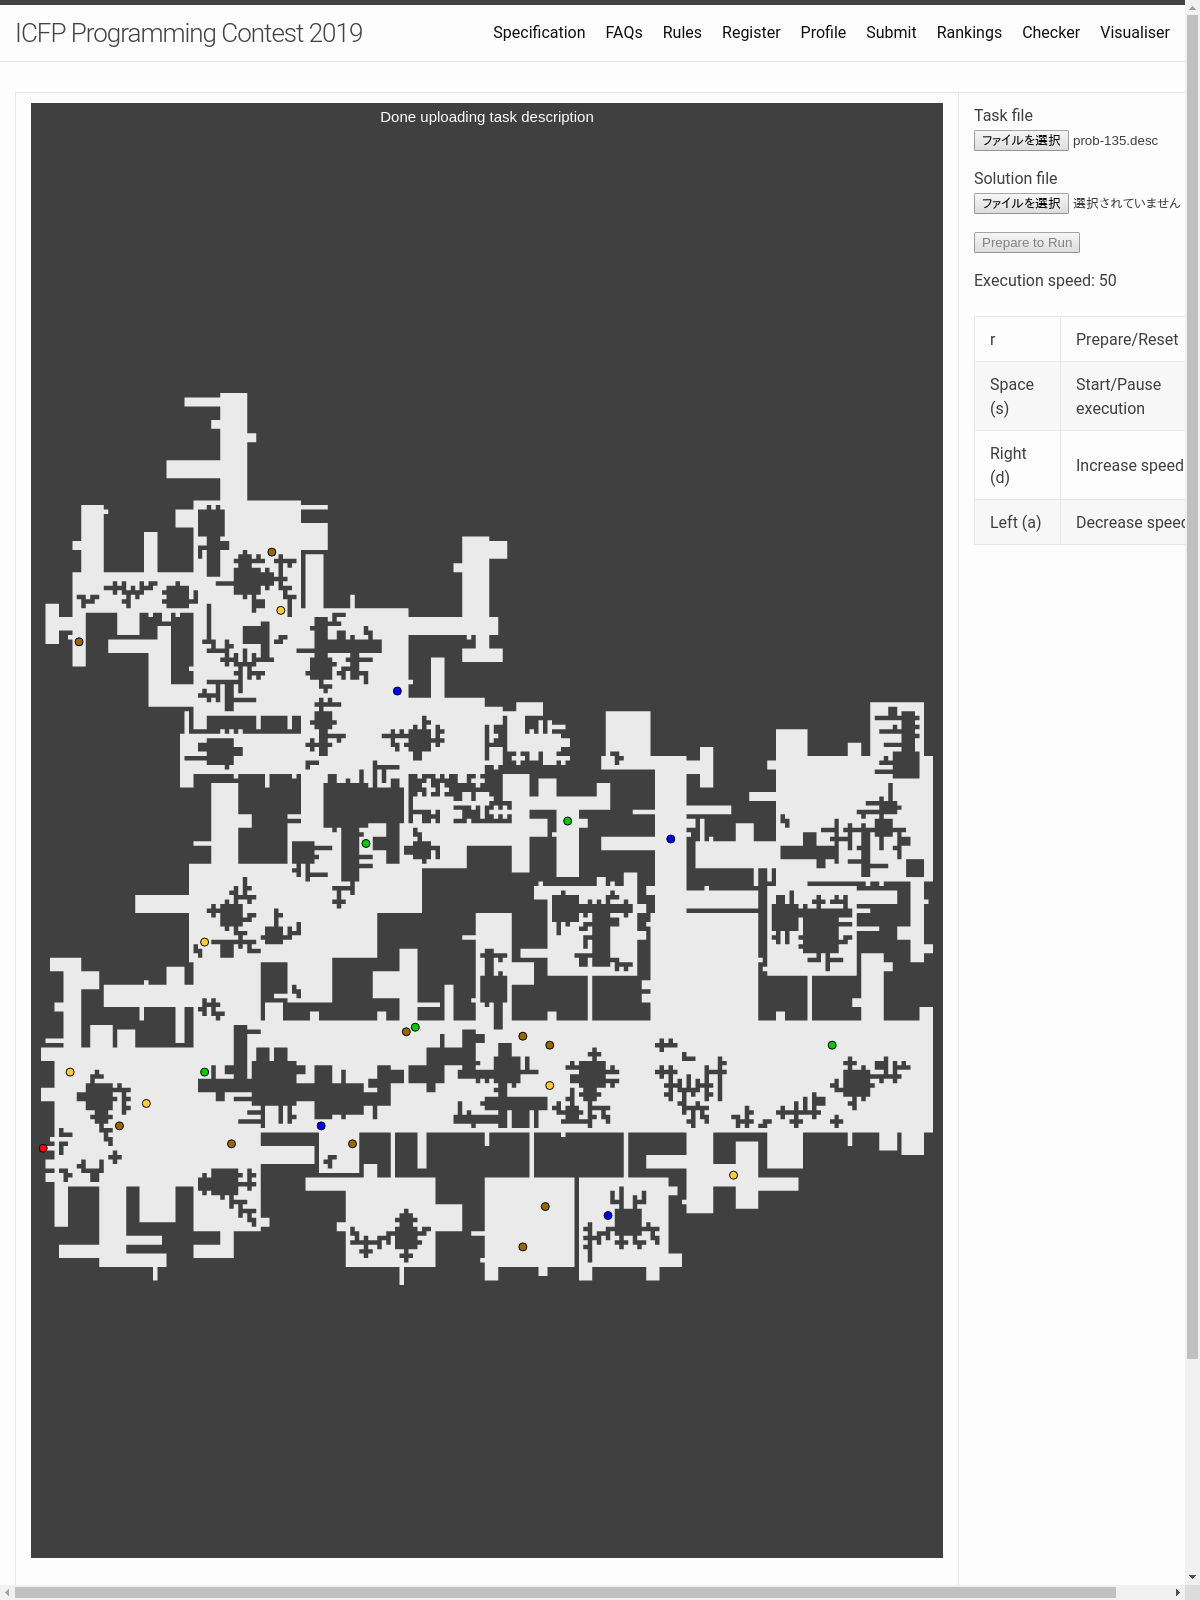 ICFP Programming Contest 2019
Specification FAQs Rules Register Profile Submit Rankings Checker Visualiser
Done uploading task description
Task file
ファイルを選択 prob-135.desc
Solution file
ファイルを選択 選択されていません
Prepare to Run
Execution speed: 50
r Prepare/Reset
Space (s) Start/Pause execution
Right (d) Increase speed
Left (a) Decrease speed